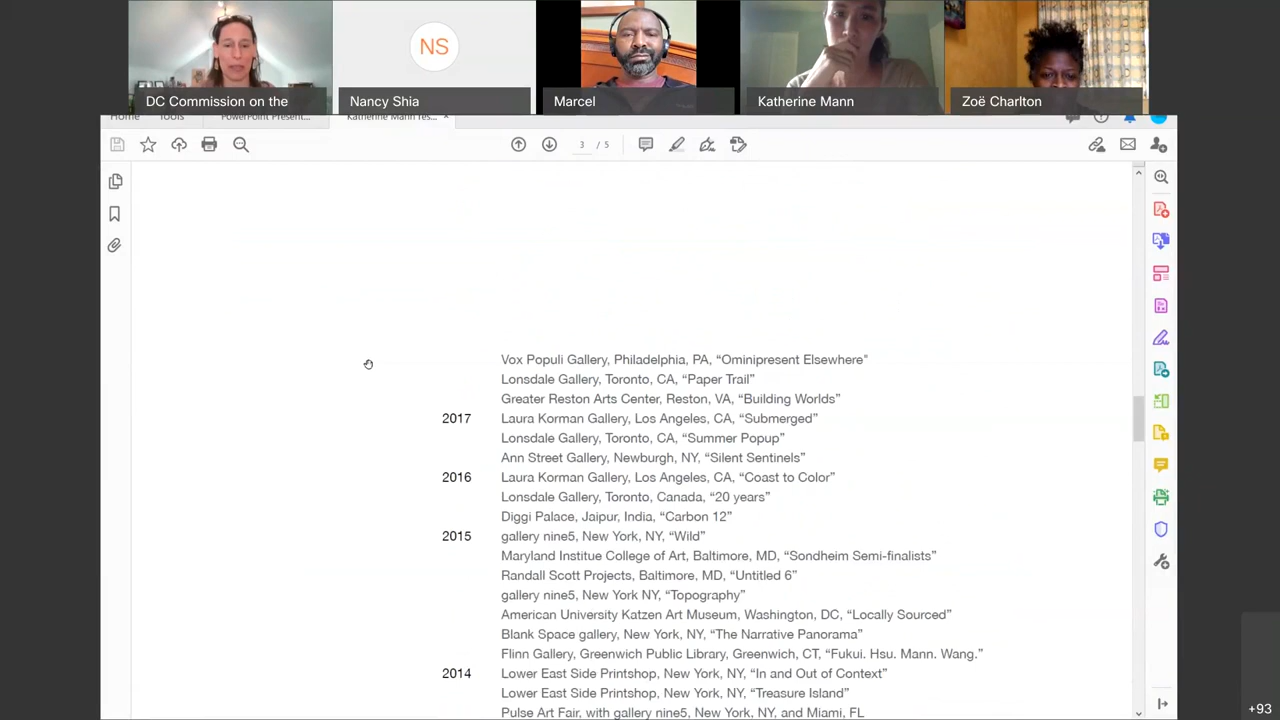 NS
DC Commission on the
Nancy Shia
Marcel
Katherine Mann
Zoë Charlton
Home Tools PowerPoint Present... Katherine Mann res... ×
3 / 5
Vox Populi Gallery, Philadelphia, PA, “Ominipresent Elsewhere"
Lonsdale Gallery, Toronto, CA, “Paper Trail”
Greater Reston Arts Center, Reston, VA, “Building Worlds”
2017 Laura Korman Gallery, Los Angeles, CA, “Submerged”
Lonsdale Gallery, Toronto, CA, “Summer Popup”
Ann Street Gallery, Newburgh, NY, “Silent Sentinels”
2016 Laura Korman Gallery, Los Angeles, CA, “Coast to Color”
Lonsdale Gallery, Toronto, Canada, “20 years”
Diggi Palace, Jaipur, India, “Carbon 12”
2015 gallery nine5, New York, NY, “Wild”
Maryland Institue College of Art, Baltimore, MD, “Sondheim Semi-finalists”
Randall Scott Projects, Baltimore, MD, “Untitled 6”
gallery nine5, New York NY, “Topography”
American University Katzen Art Museum, Washington, DC, “Locally Sourced”
Blank Space gallery, New York, NY, “The Narrative Panorama”
Flinn Gallery, Greenwich Public Library, Greenwich, CT, “Fukui. Hsu. Mann. Wang.”
2014 Lower East Side Printshop, New York, NY, “In and Out of Context”
Lower East Side Printshop, New York, NY, “Treasure Island”
Pulse Art Fair, with gallery nine5, New York, NY, and Miami, FL
+93